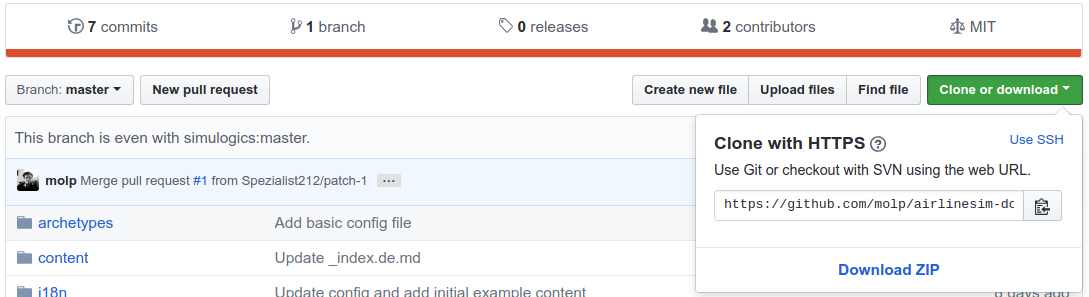 7 commits 1 branch 0 releases 2 contributors MIT
Branch: master New pull request Create new file Upload files Find file Clone or download
This branch is even with simulogics:master.
Clone with HTTPS ? Use SSH
Use Git or checkout with SVN using the web URL.
molp Merge pull request #1 from Spezialist212/patch-1 …
https://github.com/molp/airlinesim-dc
archetypes Add basic config file
content Update _index.de.md
Download ZIP
i18n Update config and add initial example content 8 days ago